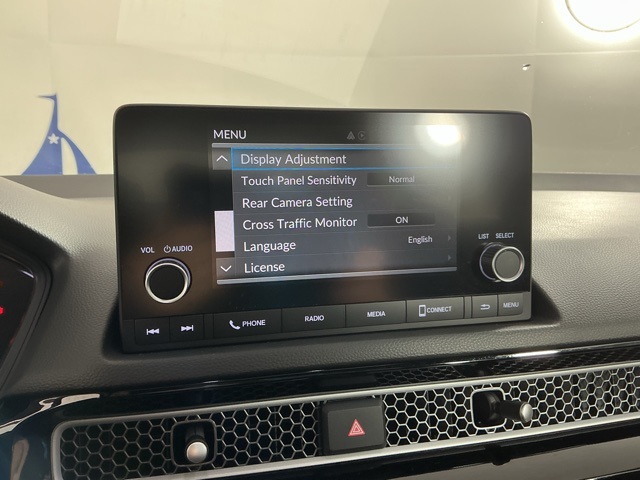 MENU
Display Adjustment
Touch Panel Sensitivity Normal
Rear Camera Setting
Cross Traffic Monitor ON
Language English
License
VOL AUDIO
LIST SELECT
PHONE RADIO MEDIA CONNECT MENU